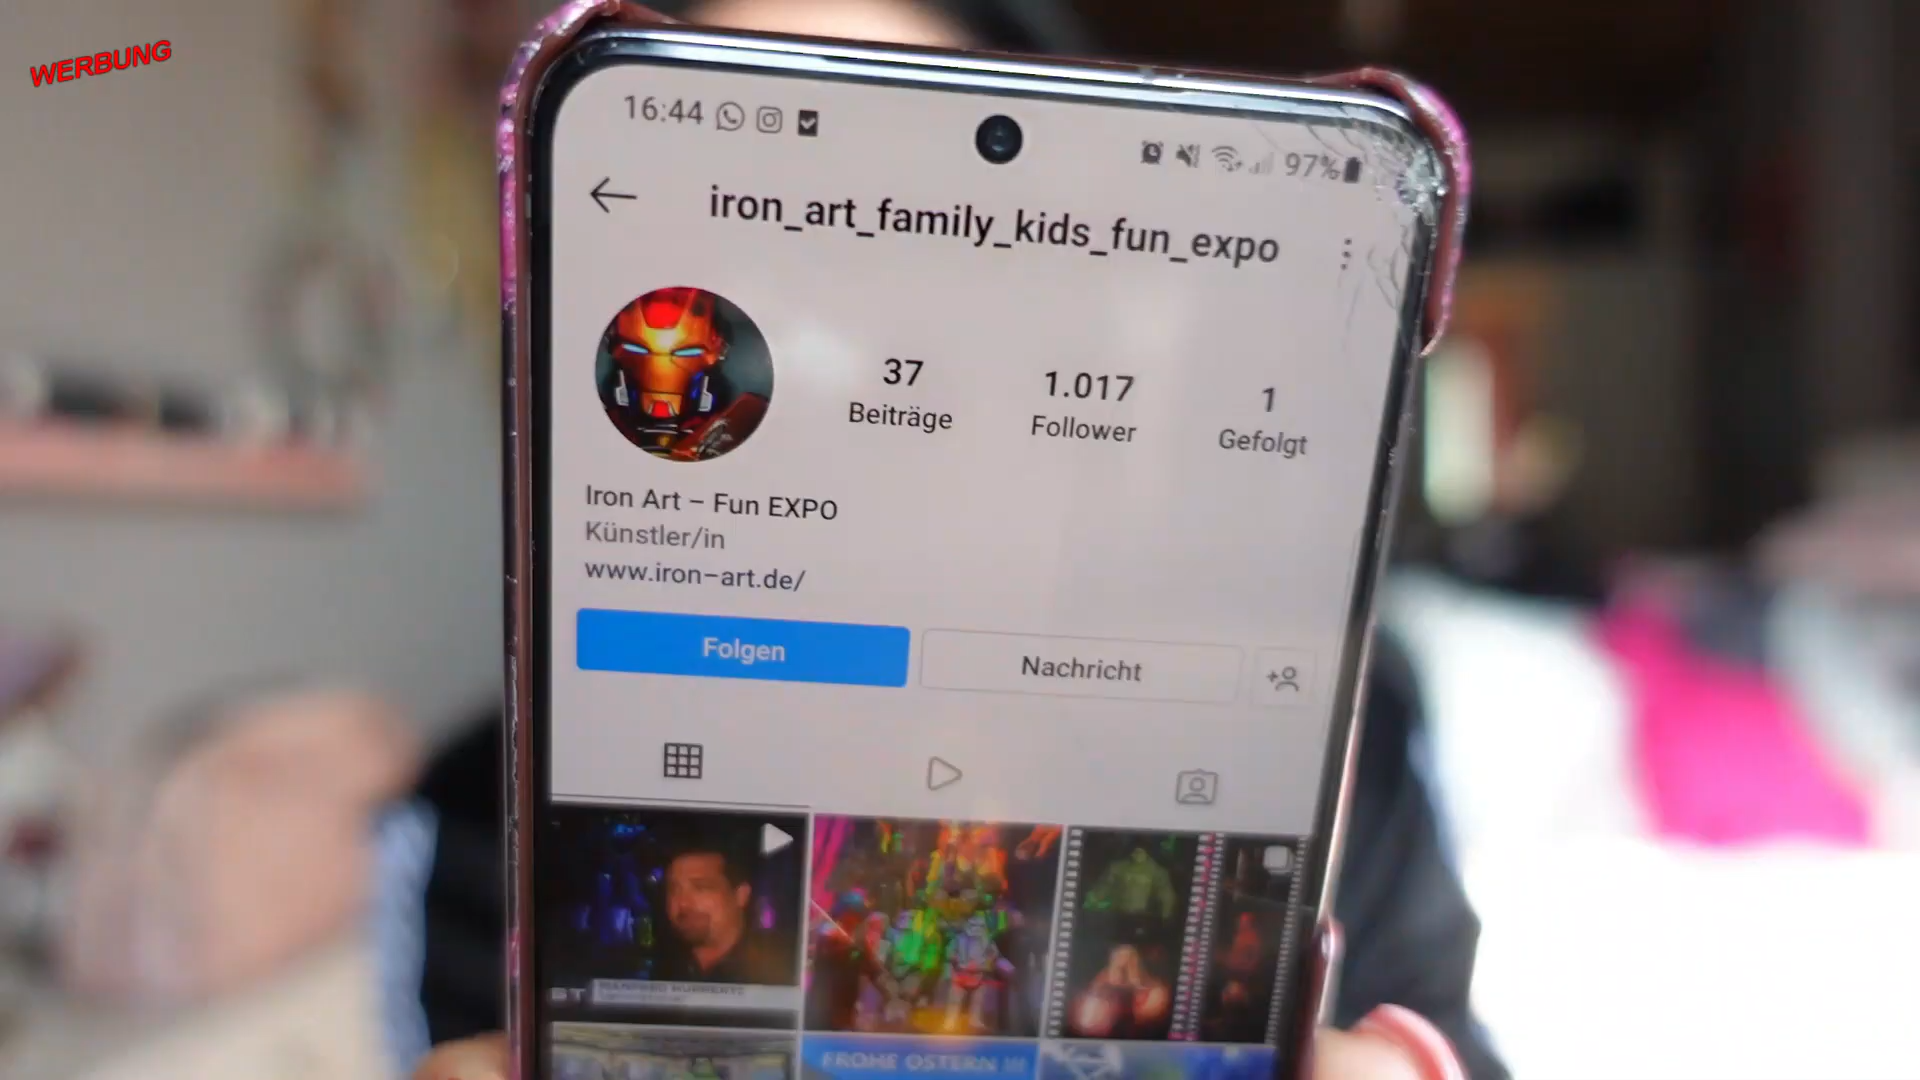 WERBUNG
16:44
97%
iron_art_family_kids_fun_expo
37
Beiträge
1.017
Follower
1
Gefolgt
Iron Art – Fun EXPO
Künstler/in
www.iron-art.de/
Folgen
Nachricht
FROHE OSTERN !!!